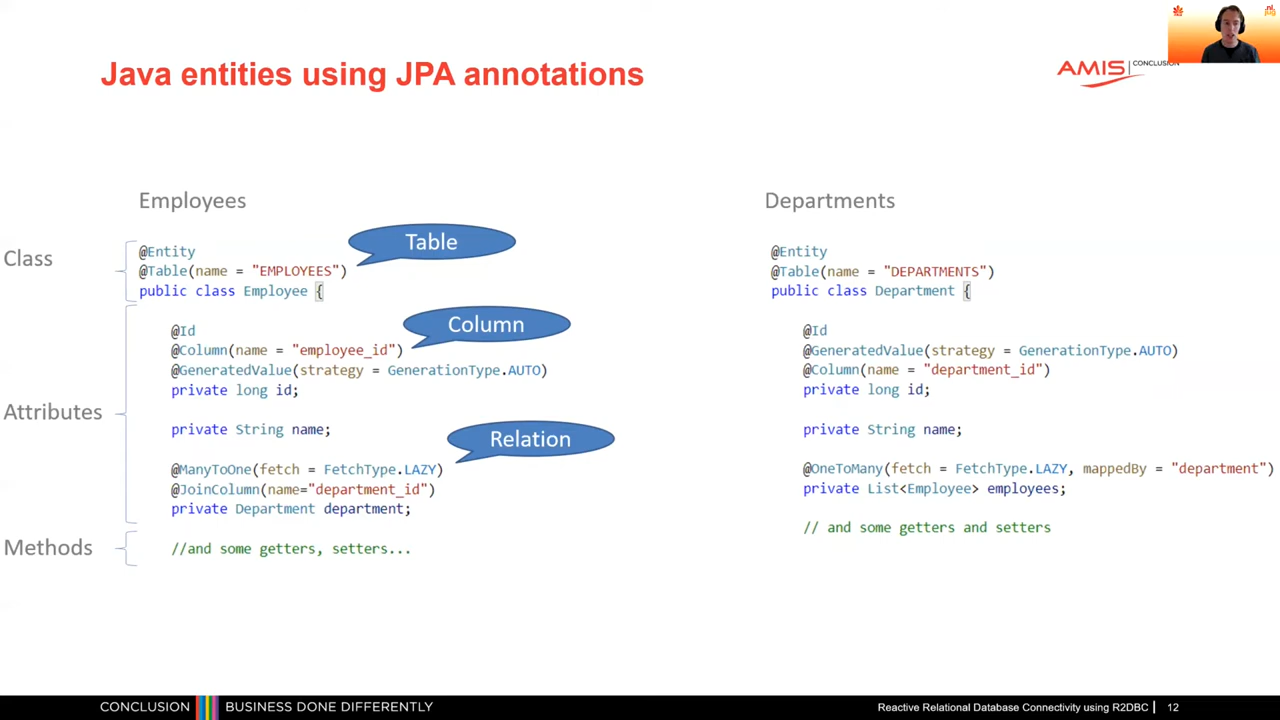 Java entities using JPA annotations
AMIS | CONCLUSION
Employees
Class
@Entity
@Table(name = "EMPLOYEES")
public class Employee {
Table
Attributes
@Id
@Column(name = "employee_id")
@GeneratedValue(strategy = GenerationType.AUTO)
private long id;
Column
private String name;
@ManyToOne(fetch = FetchType.LAZY)
@JoinColumn(name="department_id")
private Department department;
Relation
Methods
//and some getters, setters...
Departments
@Entity
@Table(name = "DEPARTMENTS")
public class Department {
@Id
@GeneratedValue(strategy = GenerationType.AUTO)
@Column(name = "department_id")
private long id;
private String name;
@OneToMany(fetch = FetchType.LAZY, mappedBy = "department")
private List<Employee> employees;
// and some getters and setters
CONCLUSION BUSINESS DONE DIFFERENTLY
Reactive Relational Database Connectivity using R2DBC | 12